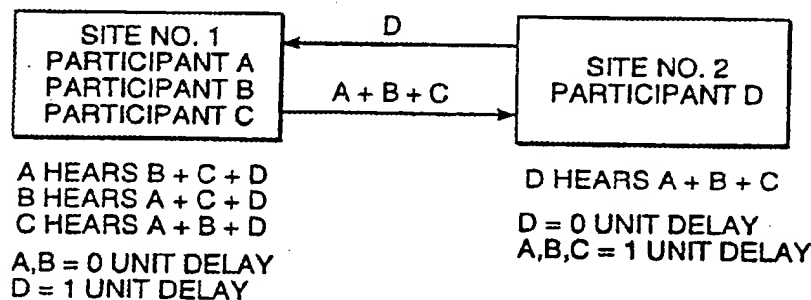 SITE NO. 1
PARTICIPANT A
PARTICIPANT B
PARTICIPANT C
D
A + B + C
SITE NO. 2
PARTICIPANT D
A HEARS B + C + D
B HEARS A + C + D
C HEARS A + B + D
A,B = 0 UNIT DELAY
D = 1 UNIT DELAY
D HEARS A + B + C
D = 0 UNIT DELAY
A,B,C = 1 UNIT DELAY